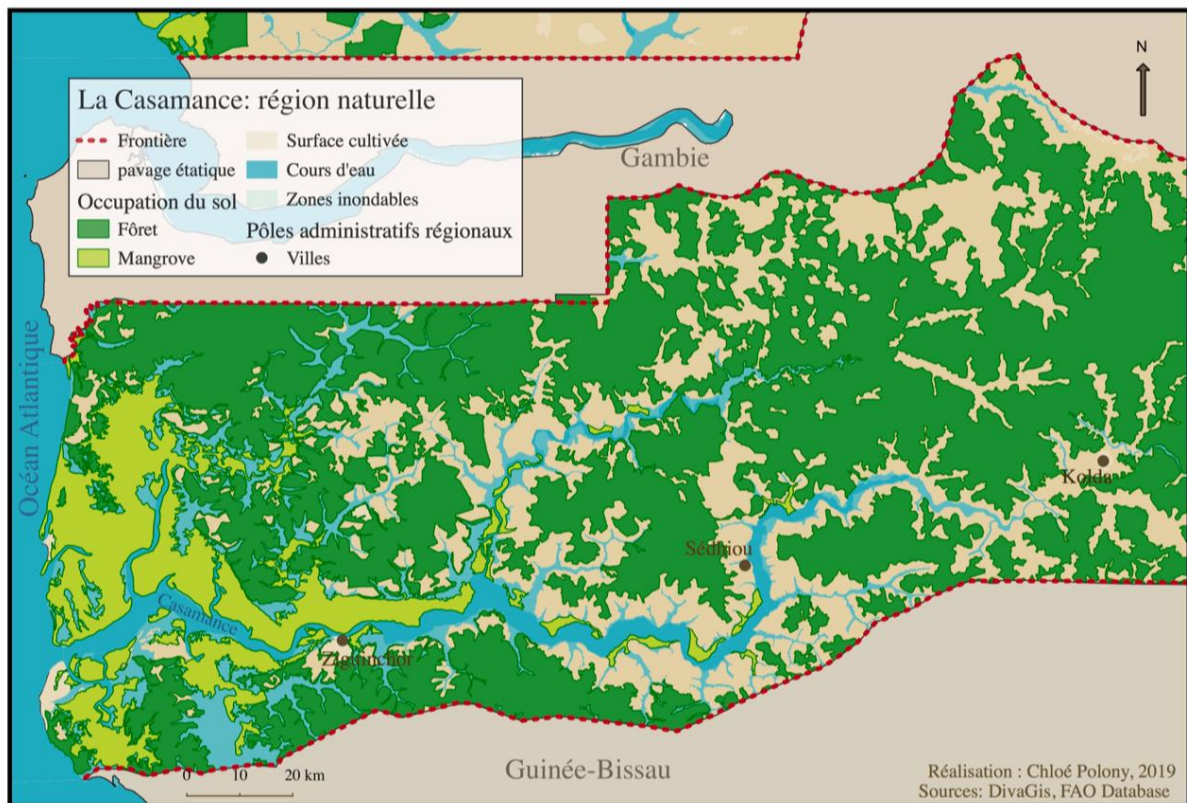 La Casamance: région naturelle
Frontière
pavage étatique
Occupation du sol
Fôret
Mangrove
Surface cultivée
Cours d'eau
Zones inondables
Pôles administratifs régionaux
Villes
N
Gambie
Océan Atlantique
Kolda
Sédhiou
Casamance
Ziguinchor
0 10 20 km
Guinée-Bissau
Réalisation : Chloé Polony, 2019
Sources: DivaGis, FAO Database